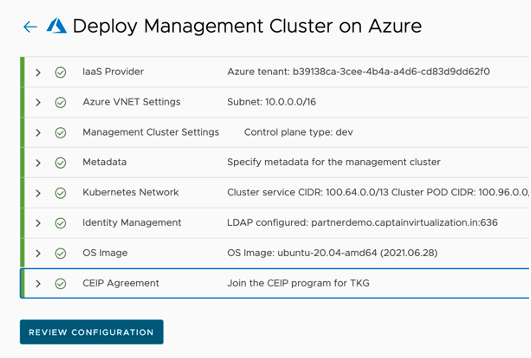 Deploy Management Cluster on Azure
IaaS Provider Azure tenant: b39138ca-3cee-4b4a-a4d6-cd83d9dd62f0
Azure VNET Settings Subnet: 10.0.0.0/16
Management Cluster Settings Control plane type: dev
Metadata Specify metadata for the management cluster
Kubernetes Network Cluster service CIDR: 100.64.0.0/13 Cluster POD CIDR: 100.96.0.0/
Identity Management LDAP configured: partnerdemo.captainvirtualization.in:636
OS Image OS Image: ubuntu-20.04-amd64 (2021.06.28)
CEIP Agreement Join the CEIP program for TKG
REVIEW CONFIGURATION